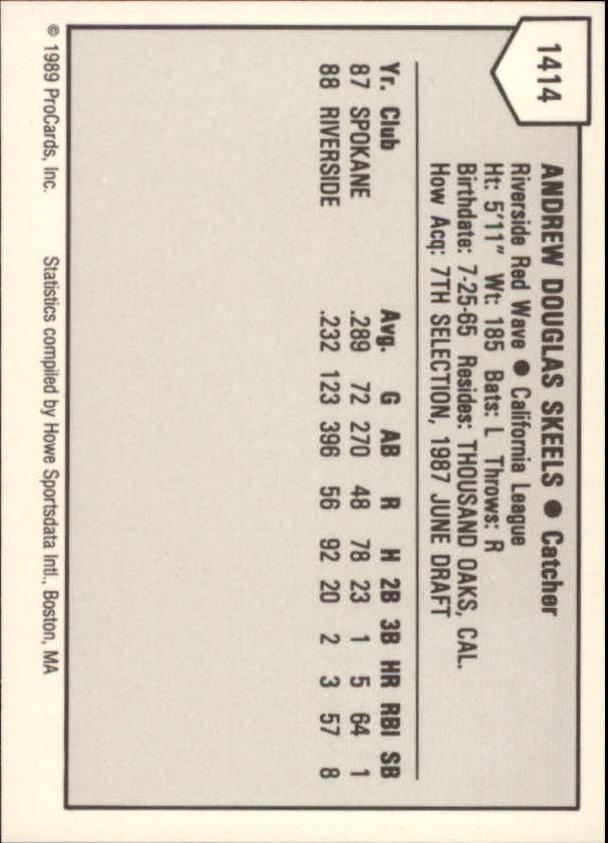 1414
ANDREW DOUGLAS SKEELS ● Catcher
Riverside Red Wave ● California League
Ht: 5'11" Wt: 185 Bats: L Throws: R
Birthdate: 7-25-65 Resides: THOUSAND OAKS, CAL.
How Acq: 7TH SELECTION, 1987 JUNE DRAFT
Yr. Club Avg. G AB R H 2B 3B HR RBI SB
87 SPOKANE .289 72 270 48 78 23 1 5 64 1
88 RIVERSIDE .232 123 396 56 92 20 2 3 57 8
© 1989 ProCards, Inc. Statistics compiled by Howe Sportsdata Intl., Boston, MA